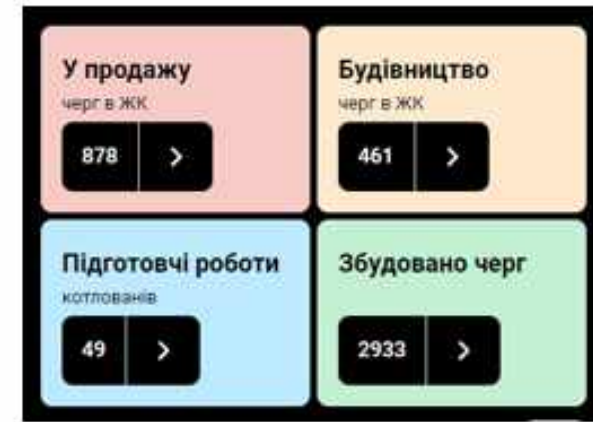 У продажу
черг в ЖК
878
Будівництво
черг в ЖК
461
Підготовчі роботи
котлованів
49
Збудовано черг
2933